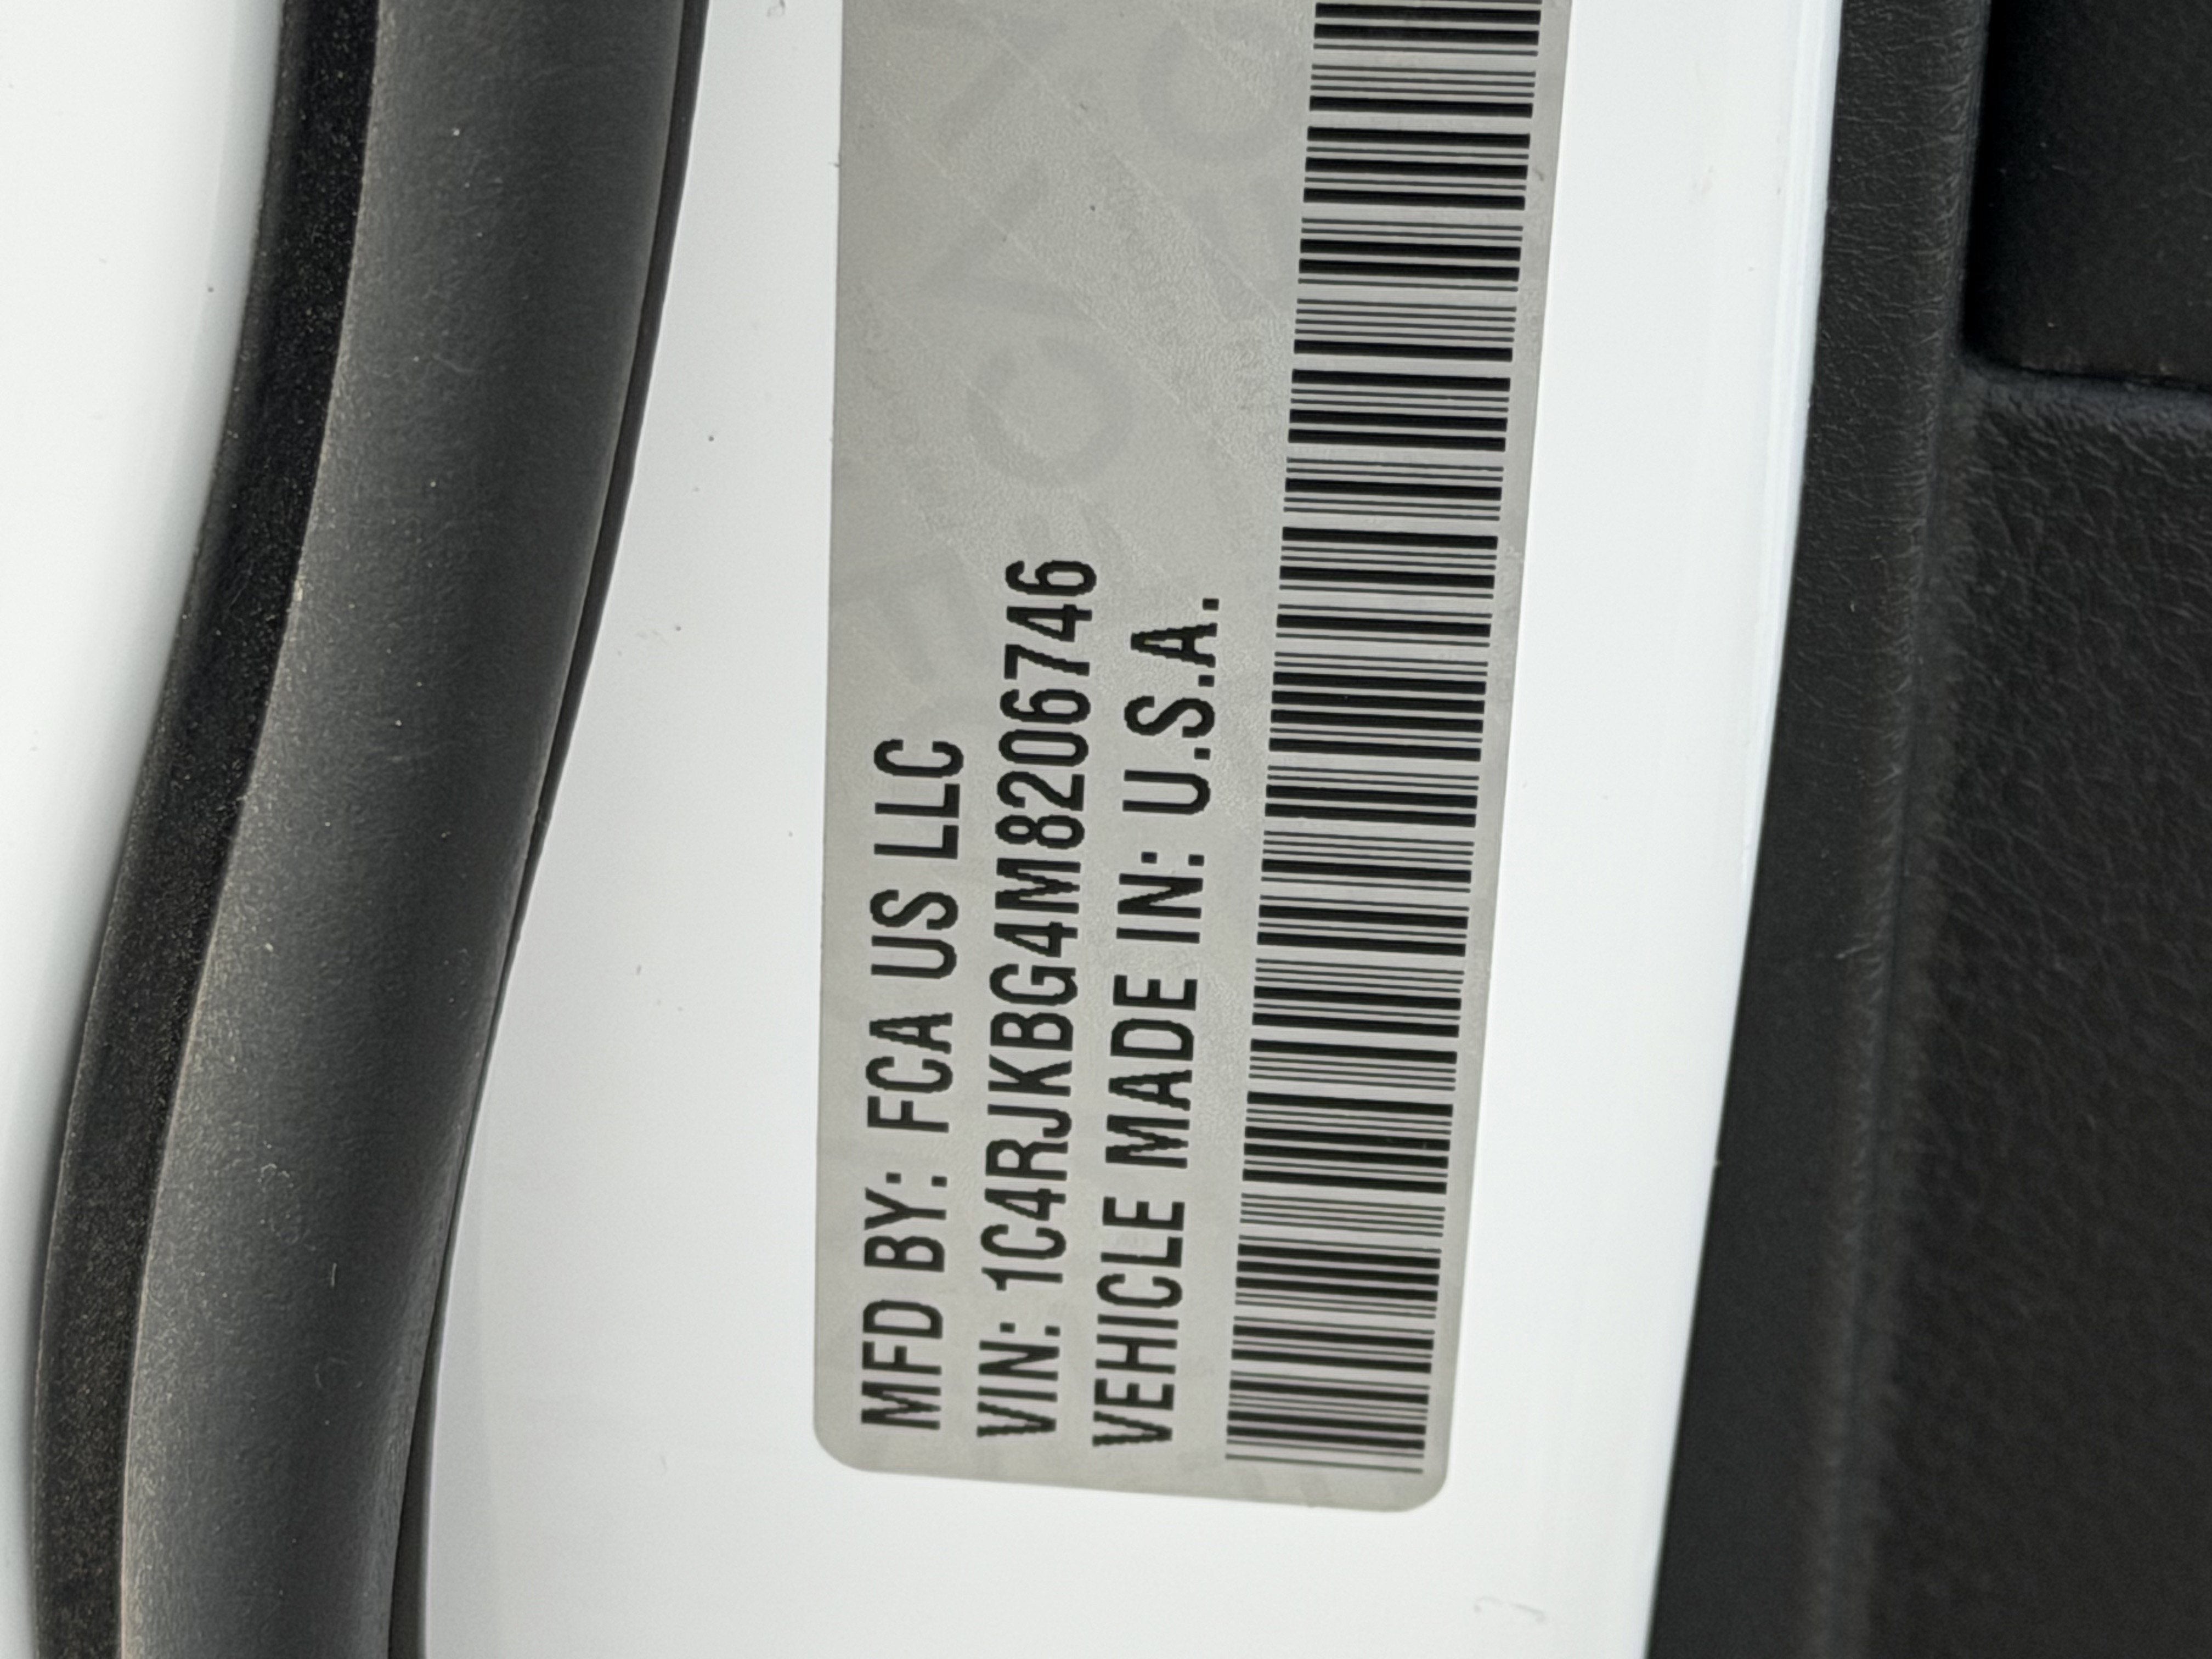 MFD BY: FCA US LLC
VIN: 1C4RJKBG4M8206746
VEHICLE MADE IN: U.S.A.